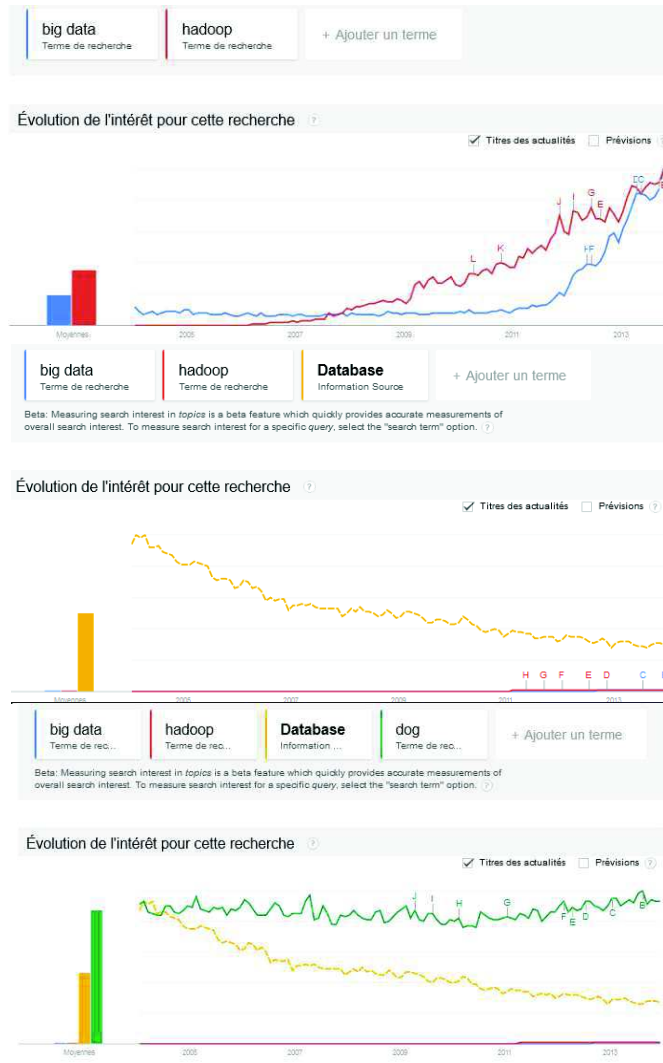 big data
Terme de recherche
hadoop
Terme de recherche
+ Ajouter un terme
Évolution de l'intérêt pour cette recherche ?
Titres des actualités
Prévisions ?
J I G E DC
HF
L K
Moyennes 2005 2007 2009 2011 2013
big data
Terme de recherche
hadoop
Terme de recherche
Database
Information Source
+ Ajouter un terme
Beta: Measuring search interest in topics is a beta feature which quickly provides accurate measurements of
overall search interest. To measure search interest for a specific query, select the "search term" option. ?
Évolution de l'intérêt pour cette recherche ?
Titres des actualités
Prévisions ?
H G F E D C
Moyennes 2005 2007 2009 2011 2013
big data
Terme de rec...
hadoop
Terme de rec...
Database
Information ...
dog
Terme de rec...
+ Ajouter un terme
Beta: Measuring search interest in topics is a beta feature which quickly provides accurate measurements of
overall search interest. To measure search interest for a specific query, select the "search term" option. ?
Évolution de l'intérêt pour cette recherche ?
Titres des actualités
Prévisions ?
J I H G F E D C B
Moyennes 2005 2007 2009 2011 2013